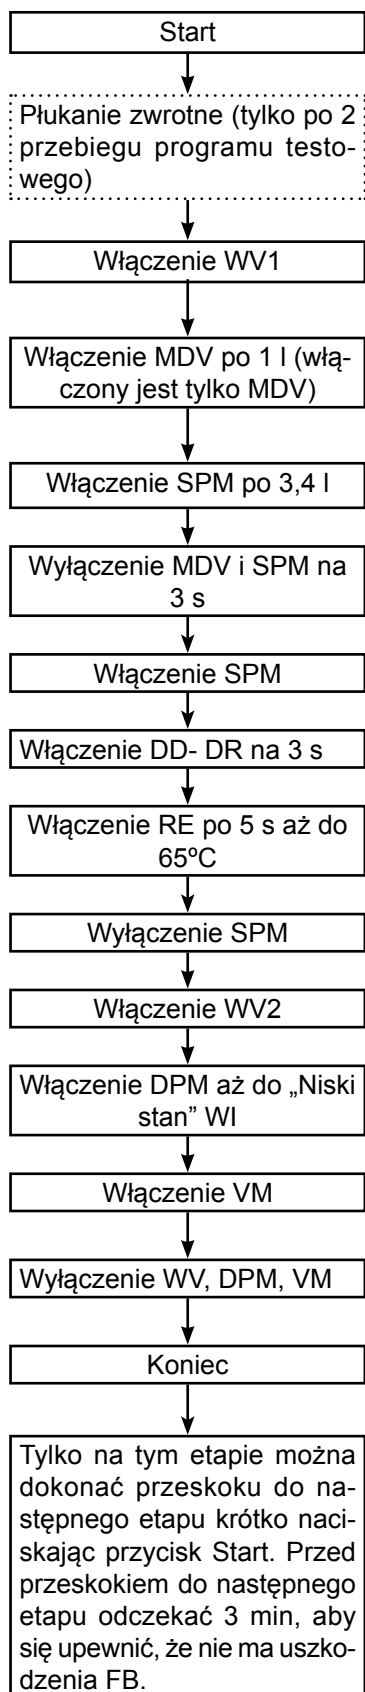 Start
Płukanie zwrotne (tylko po 2
przebiegu programu testo-
wego)
Włączenie WV1
Włączenie MDV po 1 l (włą-
czony jest tylko MDV)
Włączenie SPM po 3,4 l
Wyłączenie MDV i SPM na
3 s
Włączenie SPM
Włączenie DD- DR na 3 s
Włączenie RE po 5 s aż do
65ºC
Wyłączenie SPM
Włączenie WV2
Włączenie DPM aż do „Niski
stan” WI
Włączenie VM
Wyłączenie WV, DPM, VM
Koniec
Tylko na tym etapie można
dokonać przeskoku do na-
stępnego etapu krótko naci-
skając przycisk Start. Przed
przeskokiem do następnego
etapu odczekać 3 min, aby
się upewnić, że nie ma uszko-
dzenia FB.